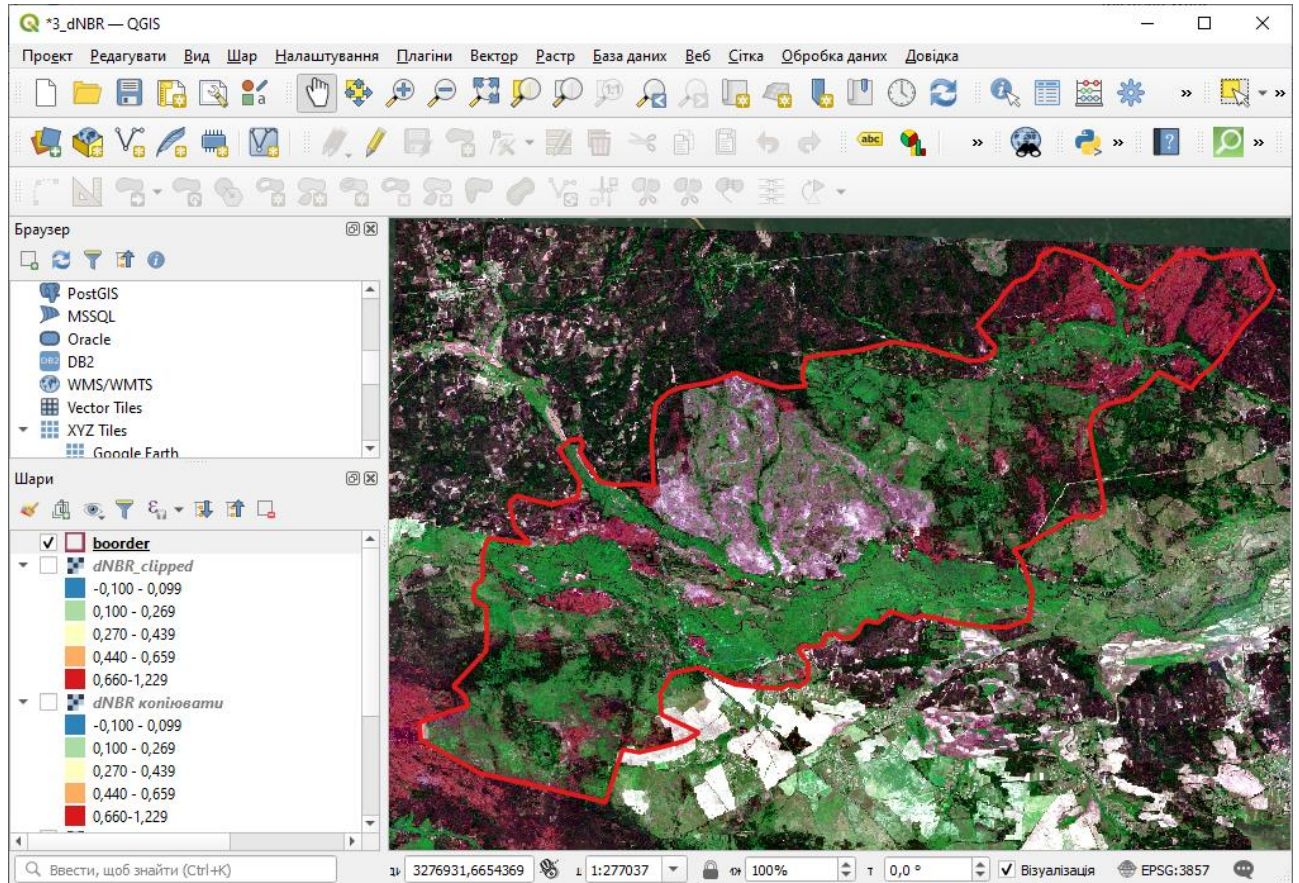 *3_dNBR — QGIS
Проект Редагувати Вид Шар Налаштування Плагіни Вектор Растр База даних Веб Сітка Обробка даних Довідка
Браузер
PostGIS
MSSQL
Oracle
DB2
WMS/WMTS
Vector Tiles
XYZ Tiles
Google Earth
Шари
boorder
dNBR_clipped
-0,100 - 0,099
0,100 - 0,269
0,270 - 0,439
0,440 - 0,659
0,660-1,229
dNBR копіювати
-0,100 - 0,099
0,100 - 0,269
0,270 - 0,439
0,440 - 0,659
0,660-1,229
Ввести, щоб знайти (Ctrl+K) 3276931,6654369 1:277037 100% 0,0 ° Візуалізація EPSG:3857